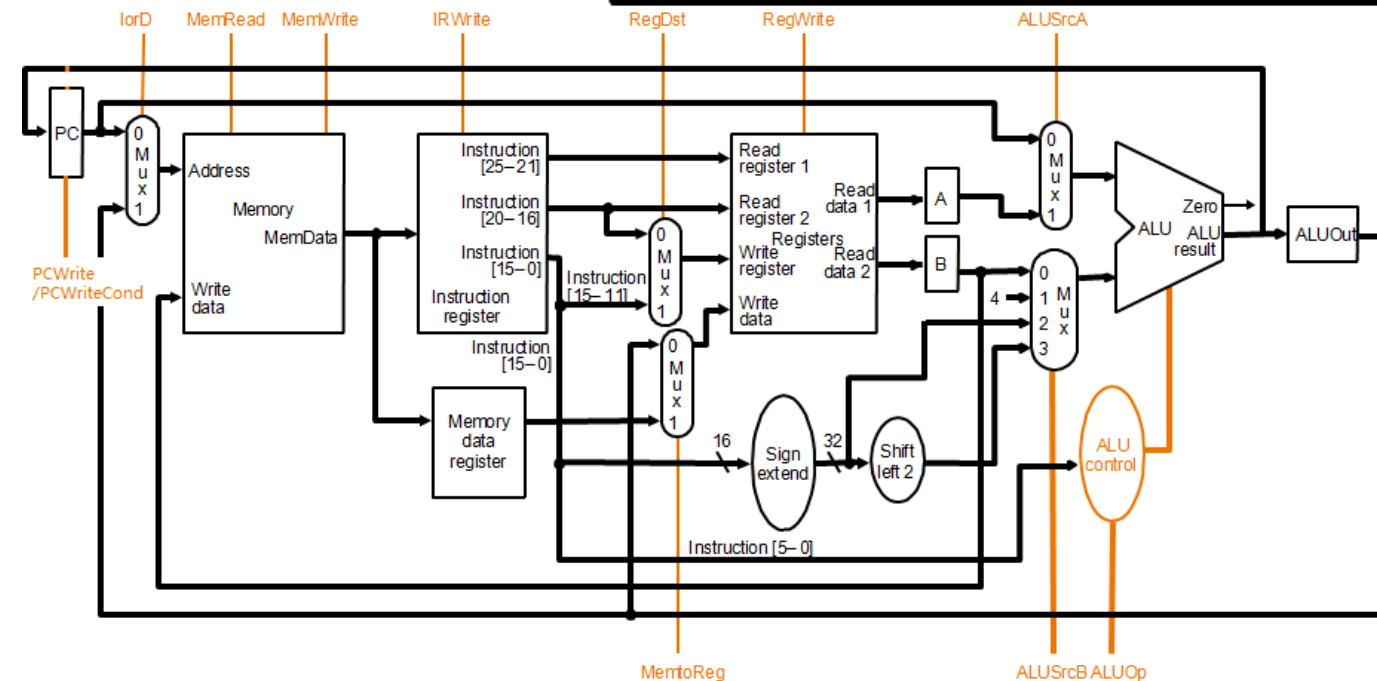 IorD
MemRead
MemWrite
IRWrite
RegDst
RegWrite
ALUSrcA
PC
0
M
u
x
1
Address
Memory
MemData
Write
data
PCWrite
/PCWriteCond
Instruction
[25–21]
Instruction
[20–16]
Instruction
[15–0]
Instruction
register
Instruction
[15–11]
Instruction
[15–0]
Memory
data
register
0
M
u
x
1
0
M
u
x
1
Read
register 1
Read
register 2
Write
register
Write
data
Registers
Read
data 1
Read
data 2
A
B
16
Sign
extend
32
Shift
left 2
0
M
u
x
1
4
0
1
2
3
M
u
x
Zero
ALU
ALU
result
ALUOut
ALU
control
Instruction [5–0]
MemtoReg
ALUSrcB
ALUOp